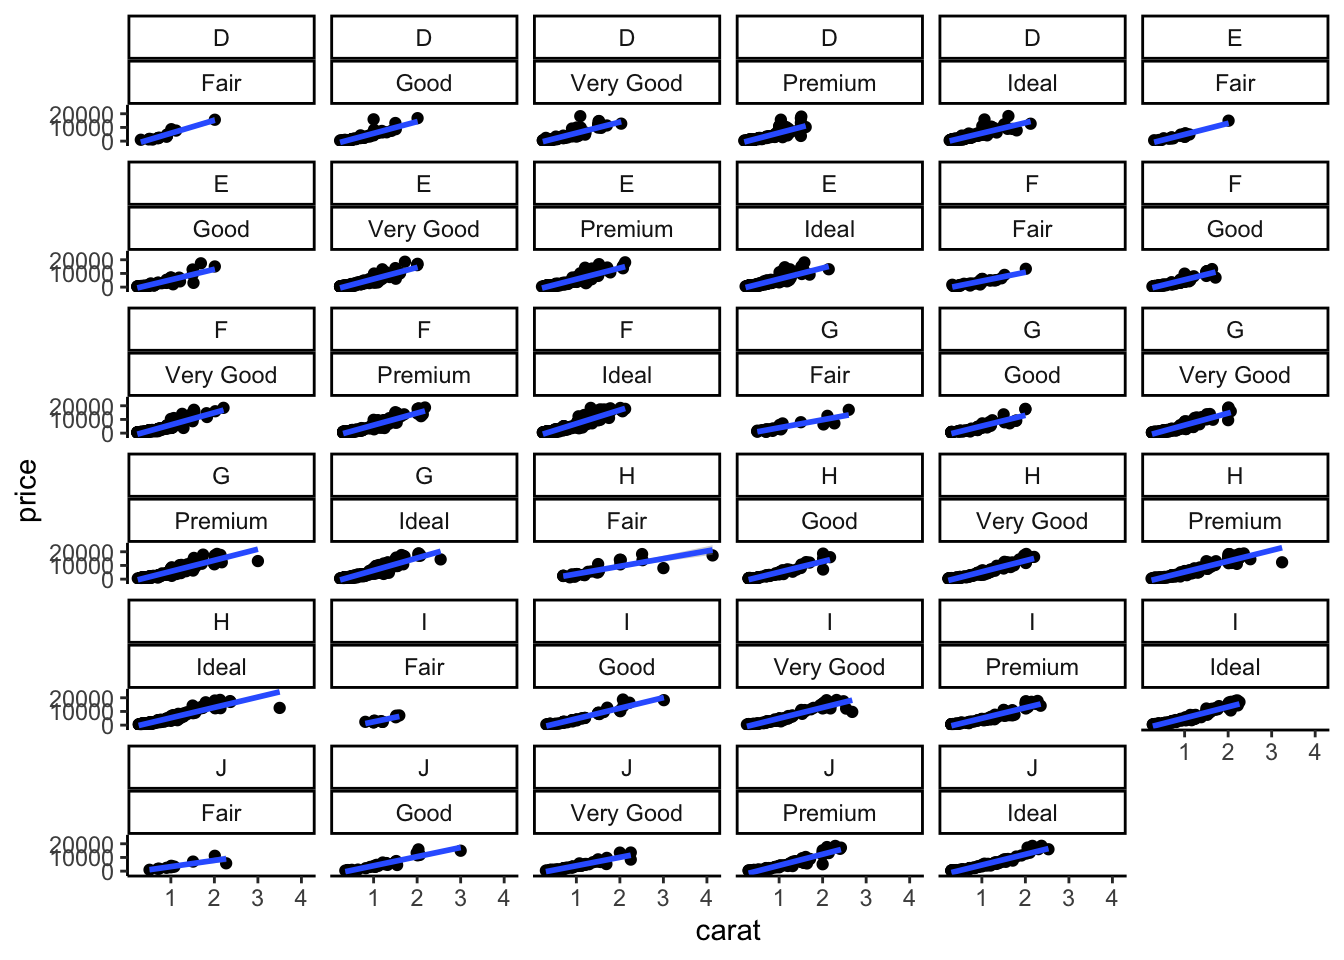 D D D D D E
Fair Good Very Good Premium Ideal Fair
20000
10000
0
E E E E F F
Good Very Good Premium Ideal Fair Good
20000
10000
0
F F F G G G
Very Good Premium Ideal Fair Good Very Good
20000
10000
0
price
G G H H H H
Premium Ideal Fair Good Very Good Premium
20000
10000
0
H I I I I I
Ideal Fair Good Very Good Premium Ideal
20000
10000
0
1 2 3 4
J J J J J
Fair Good Very Good Premium Ideal
20000
10000
0
1 2 3 4 1 2 3 4 1 2 3 4 1 2 3 4 1 2 3 4
carat